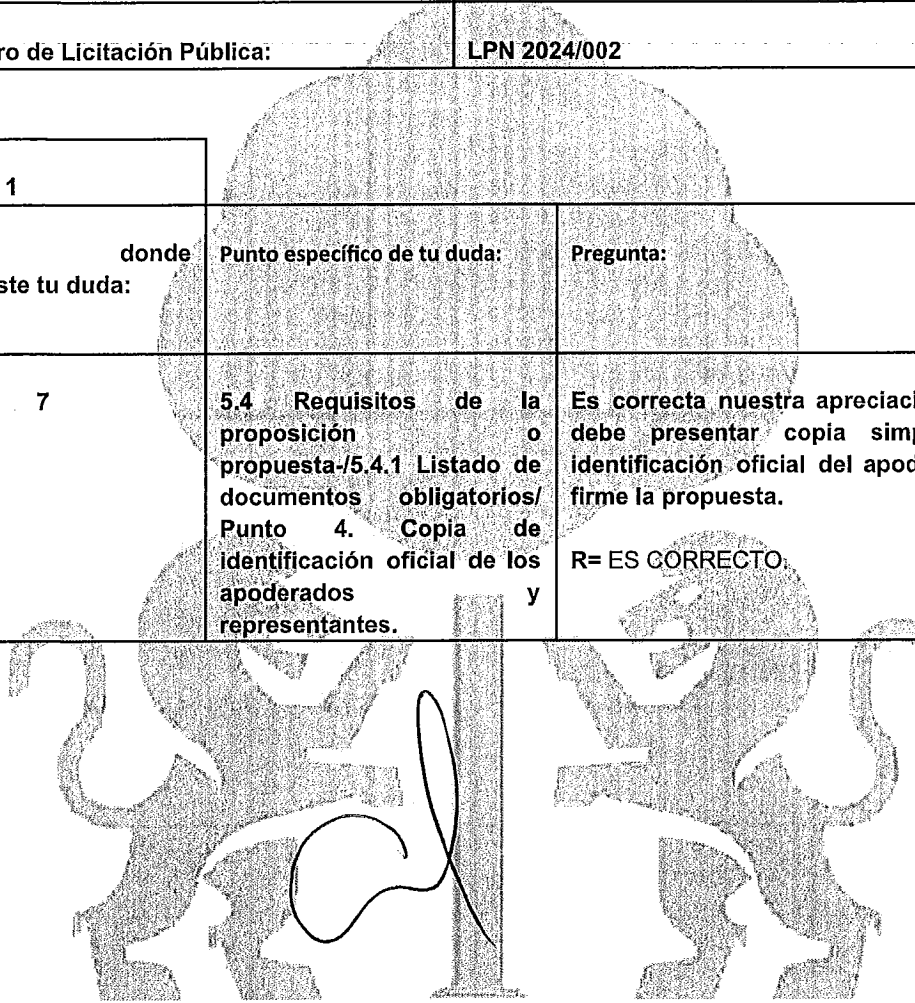 ro de Licitación Pública: LPN 2024/002
1
donde
ste tu duda:
Punto específico de tu duda:
Pregunta:
7
5.4 Requisitos de la
proposición o
propuesta-/5.4.1 Listado de
documentos obligatorios/
Punto 4. Copia de
identificación oficial de los
apoderados y
representantes.
Es correcta nuestra apreciaci
debe presentar copia simp
identificación oficial del apod
firme la propuesta.
R= ES CORRECTO.